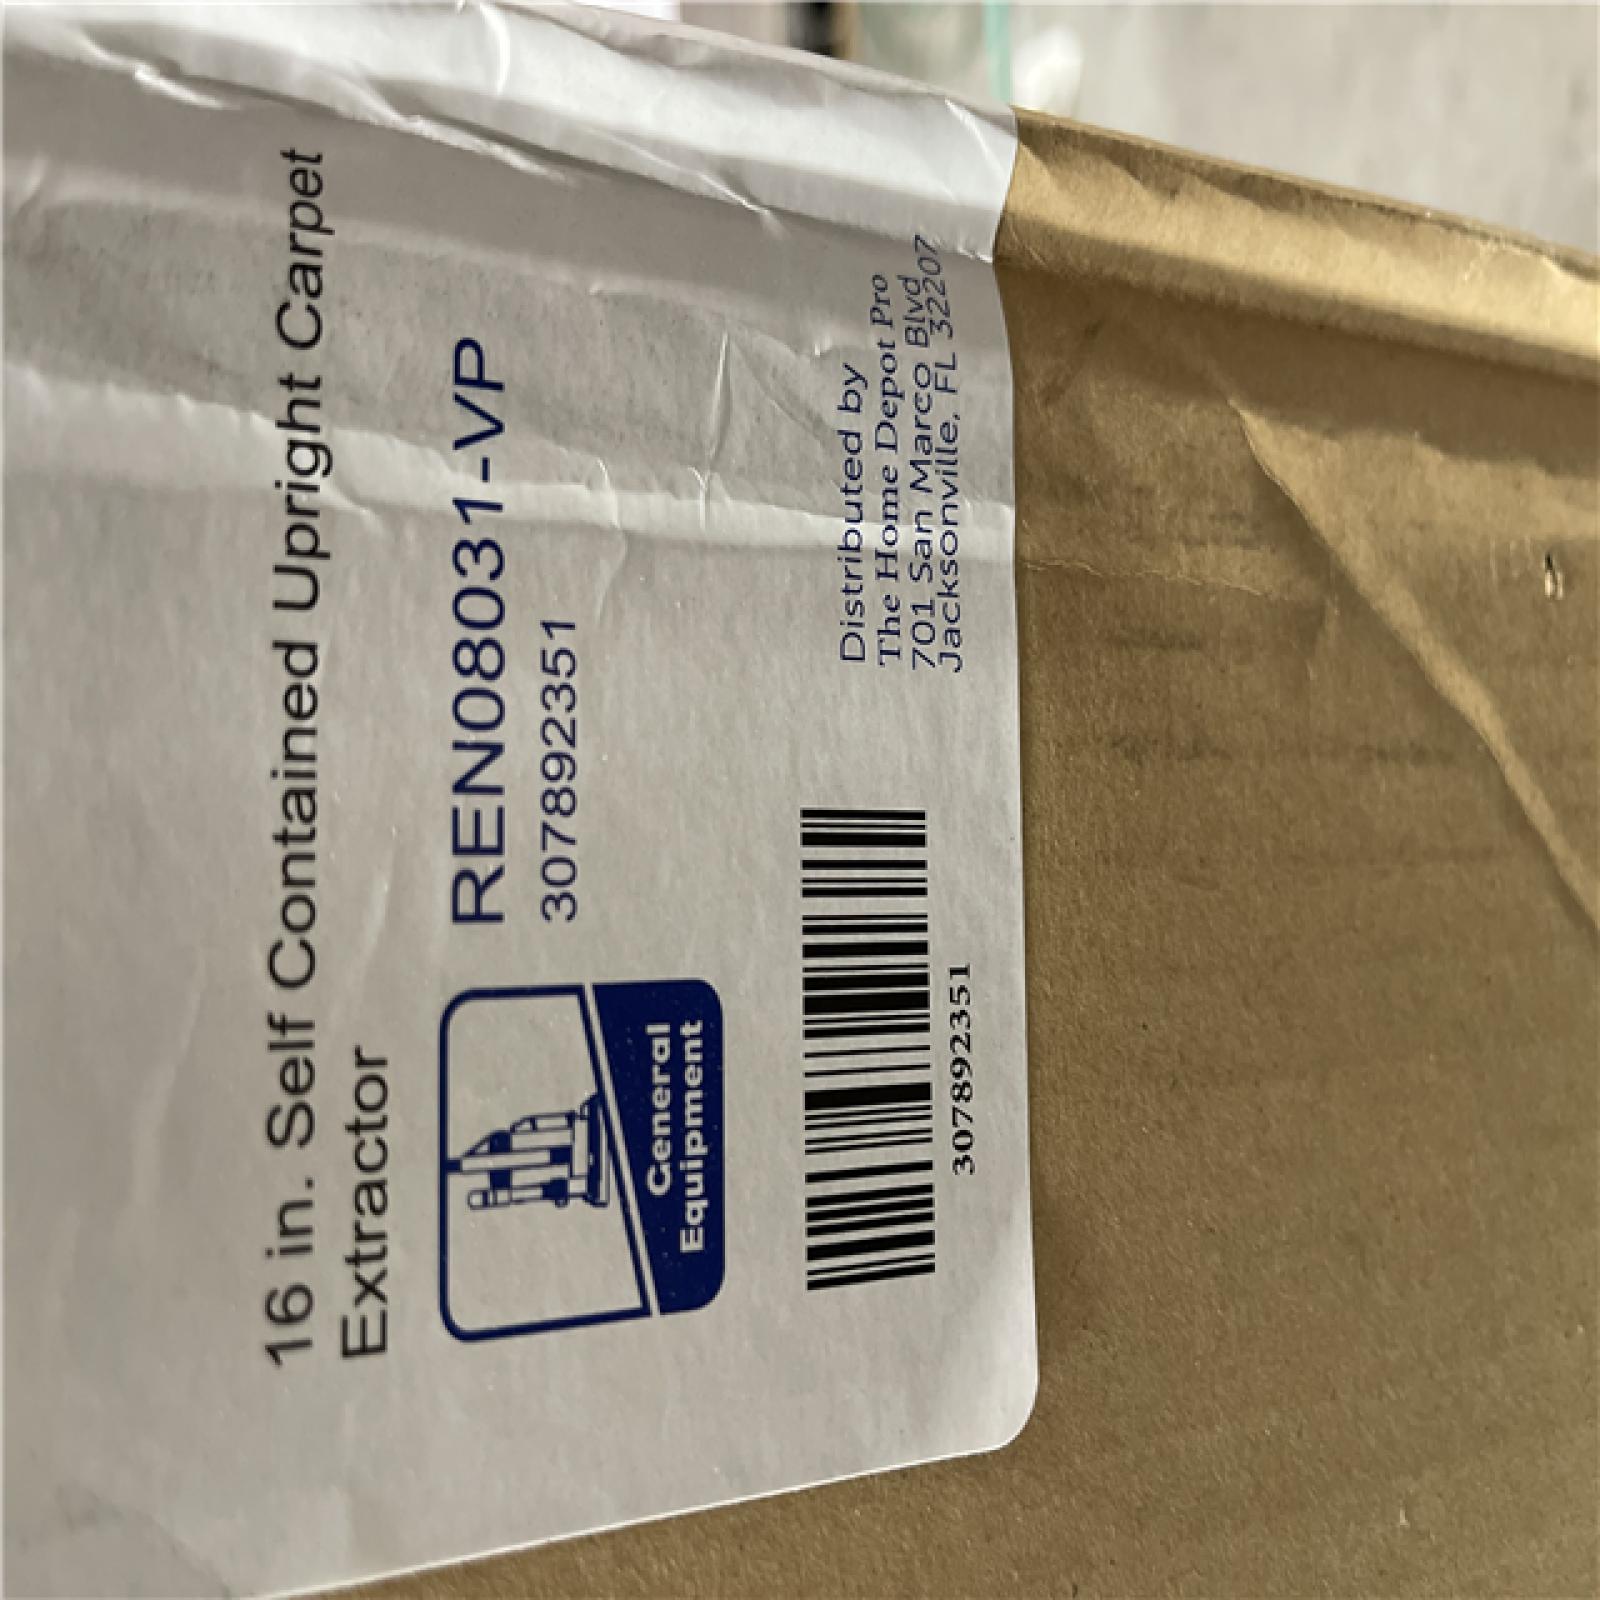 16 in. Self Contained Upright Carpet
Extractor
REN08031-VP
307892351
General
Equipment
Distributed by
The Home Depot Pro
701 San Marco Blvd
Jacksonville, FL 32207
307892351